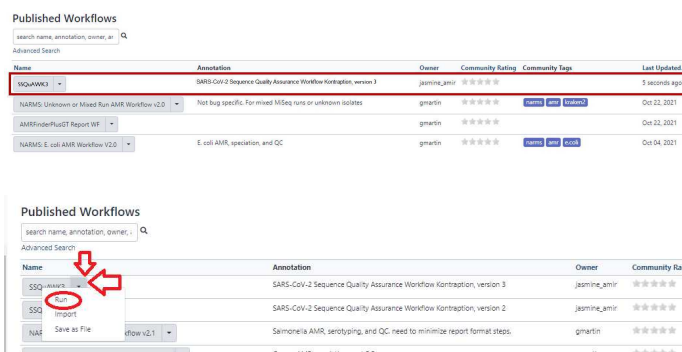 Published Workflows
search name, annotation, owner, ar
Advanced Search
Name Annotation Owner Community Rating Community Tags Last Updated
SSQuAWK3 SARS-CoV-2 Sequence Quality Assurance Workflow Kontraption, version 3 jasmine_amir 5 seconds ago
NARMS: Unknown or Mixed Run AMR Workflow v2.0 Not bug specific. For mixed MiSeq runs or unknown isolates gmartin narms amr kraken2 Oct 22, 2021
AMRFinderPlusGT Report WF gmartin Oct 22, 2021
NARMS: E. coli AMR Workflow V2.0 E. coli AMR, speciation, and QC gmartin narms amr e.coli Oct 04, 2021
Published Workflows
search name, annotation, owner,
Advanced Search
Name Annotation Owner Community Ra
SSQuAWK3 SARS-CoV-2 Sequence Quality Assurance Workflow Kontraption, version 3 jasmine_amir
Run
SSQ SARS-CoV-2 Sequence Quality Assurance Workflow Kontraption, version 2 jasmine_amir
Import
NAR kflow v2.1 Salmonella AMR, serotyping, and QC. need to minimize report format steps. gmartin
Save as File